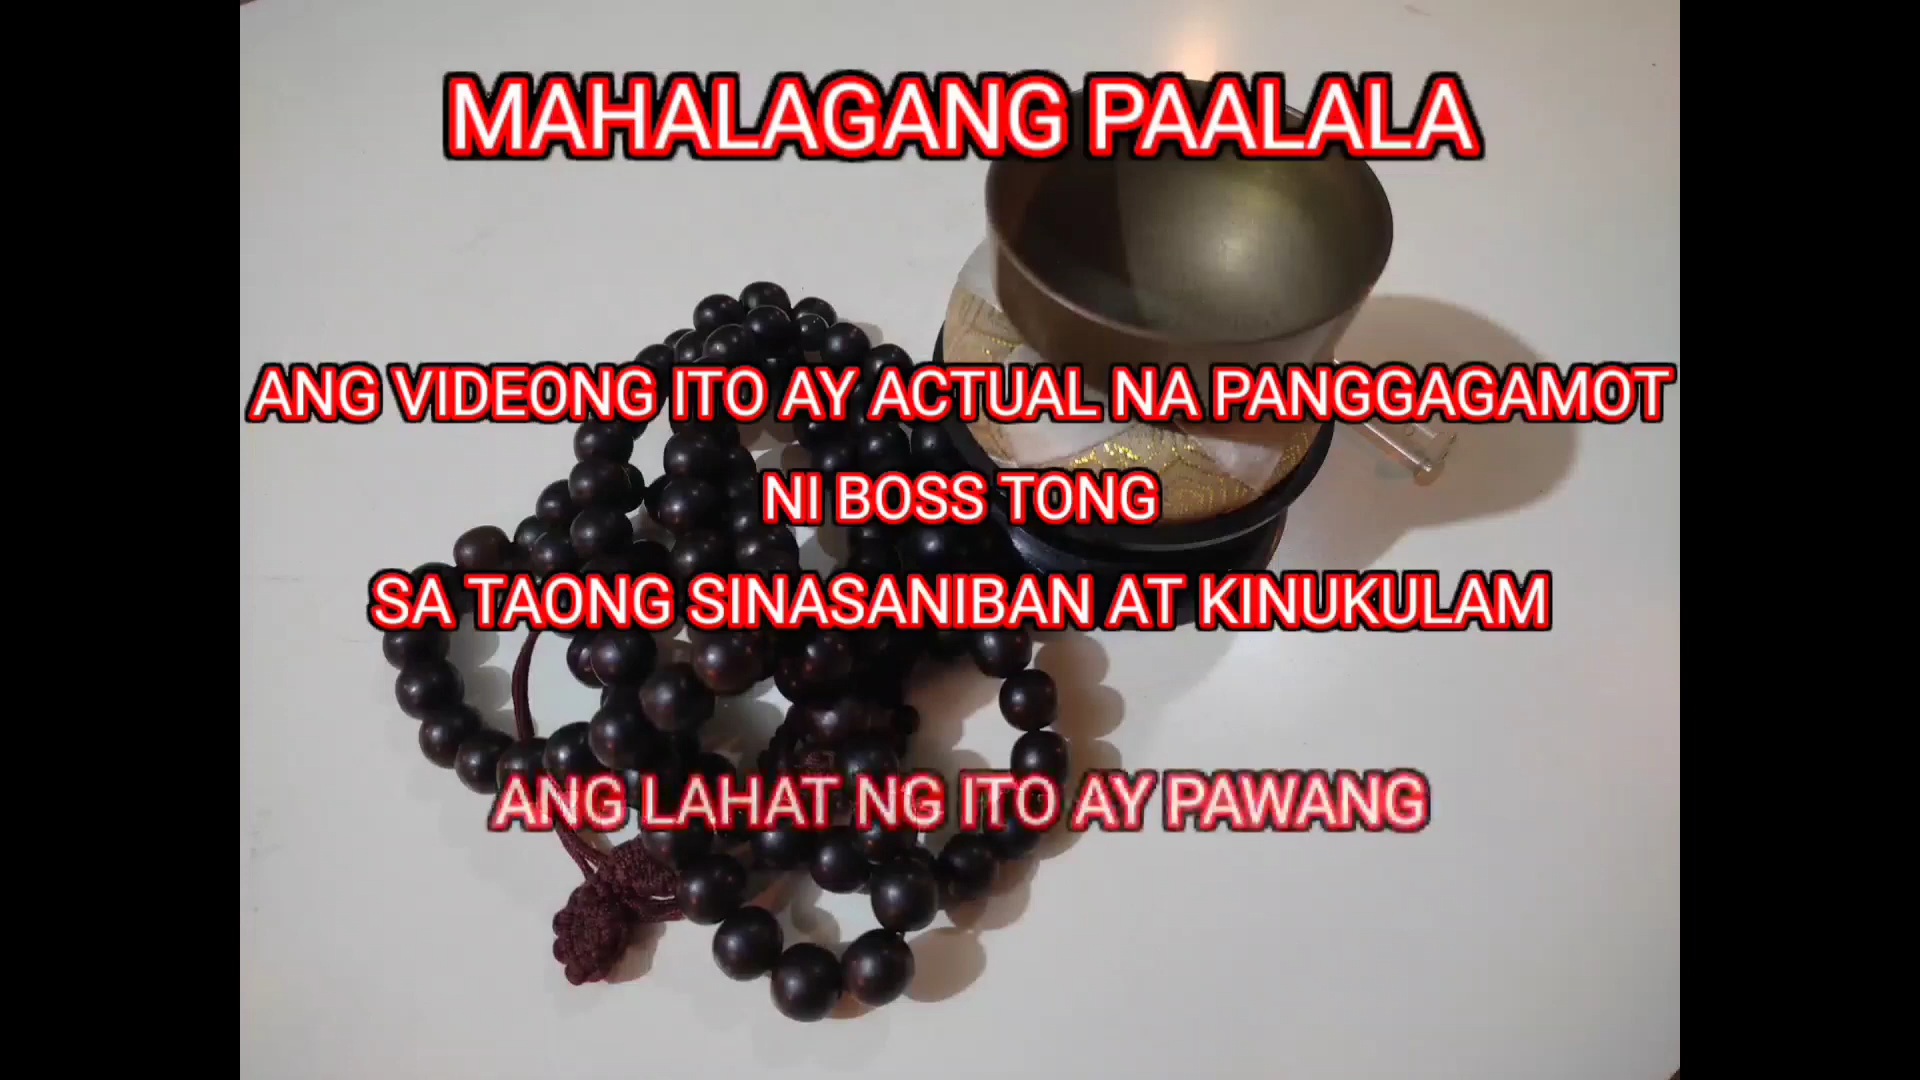 MAHALAGANG PAALALA
ANG VIDEONG ITO AY ACTUAL NA PANGGAGAMOT
NI BOSS TONG
SA TAONG SINASANIBAN AT KINUKULAM
ANG LAHAT NG ITO AY PAWANG